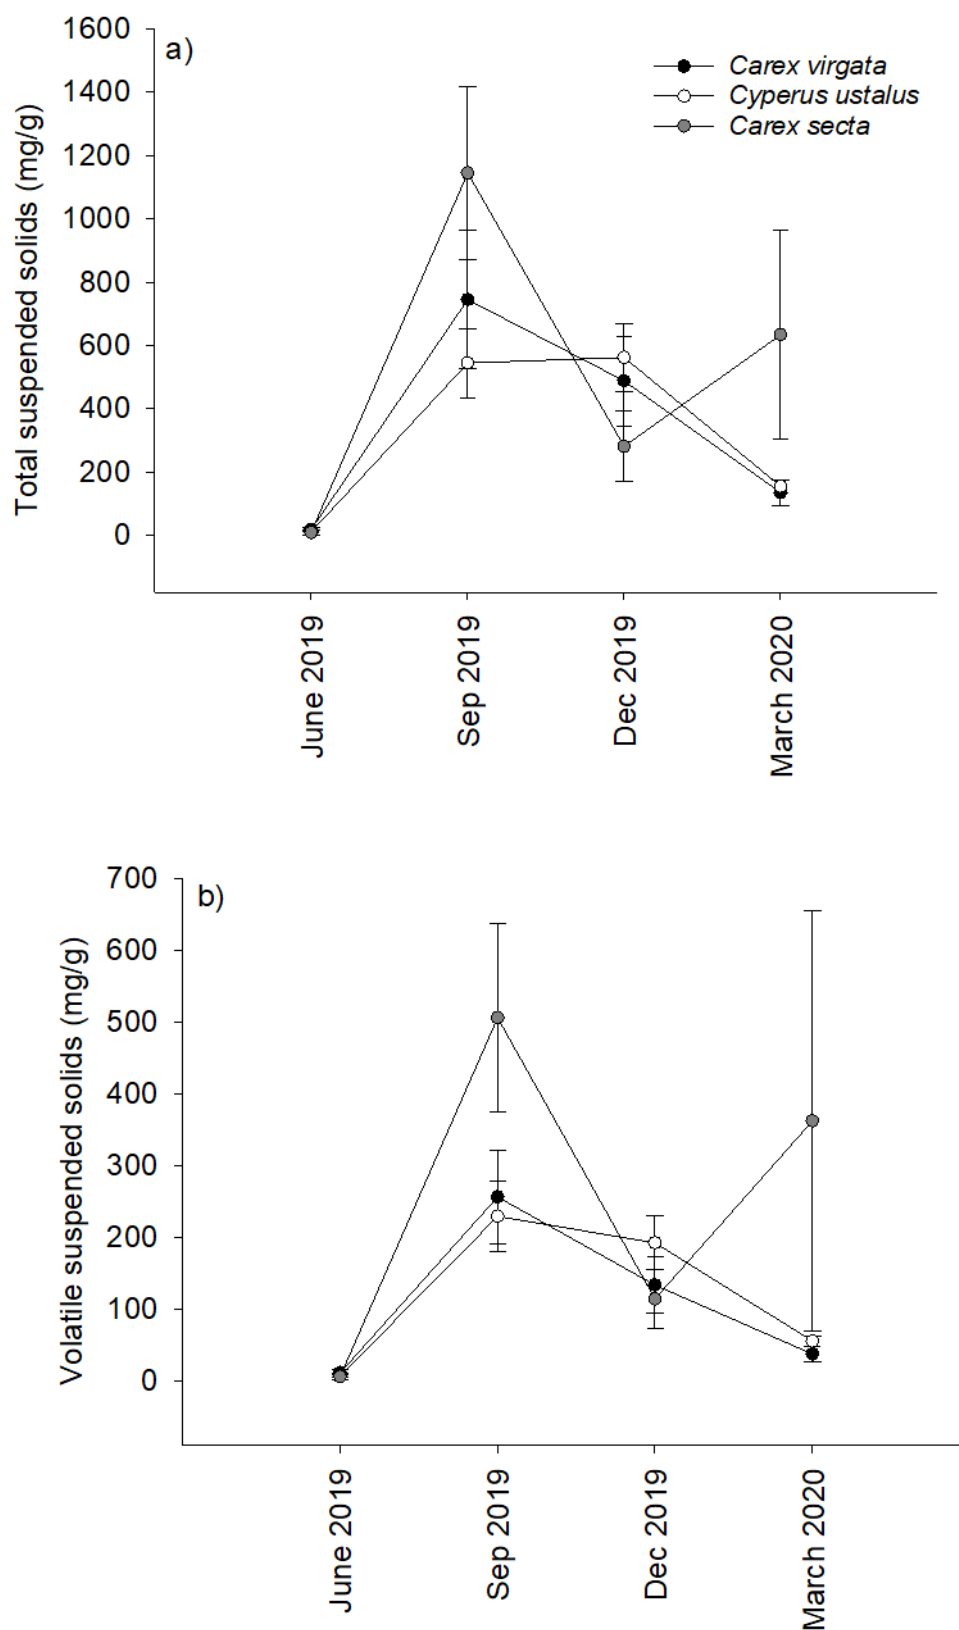 a)
Carex virgata
Cyperus ustalus
Carex secta
Total suspended solids (mg/g)
1600
1400
1200
1000
800
600
400
200
0
June 2019
Sep 2019
Dec 2019
March 2020
b)
Volatile suspended solids (mg/g)
700
600
500
400
300
200
100
0
June 2019
Sep 2019
Dec 2019
March 2020